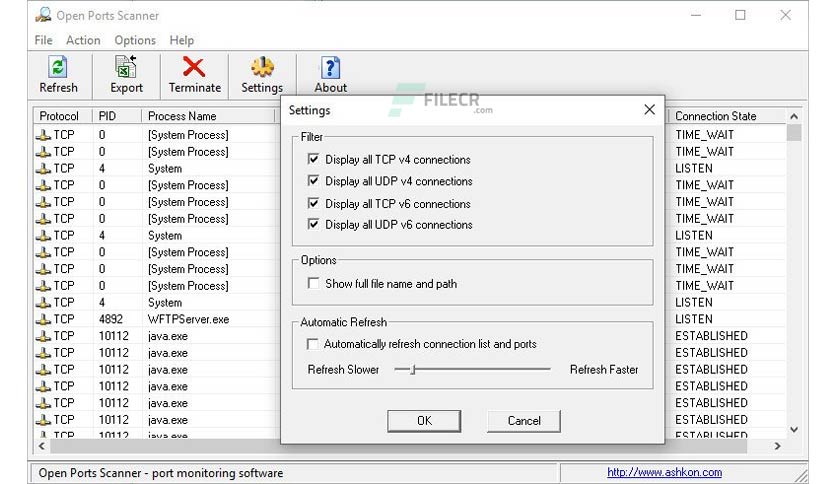 Open Ports Scanner
File Action Options Help
Refresh Export Terminate Settings About
FILECR
.com
Protocol PID Process Name Connection State
TCP 0 [System Process] TIME_WAIT
TCP 0 [System Process] TIME_WAIT
TCP 4 System LISTEN
TCP 0 [System Process] TIME_WAIT
TCP 0 [System Process] TIME_WAIT
TCP 0 [System Process] TIME_WAIT
TCP 4 System LISTEN
TCP 0 [System Process] TIME_WAIT
TCP 0 [System Process] TIME_WAIT
TCP 0 [System Process] TIME_WAIT
TCP 4 System LISTEN
TCP 4892 WFTPServer.exe LISTEN
TCP 10112 java.exe ESTABLISHED
TCP 10112 java.exe ESTABLISHED
TCP 10112 java.exe ESTABLISHED
TCP 10112 java.exe ESTABLISHED
TCP 10112 java.exe ESTABLISHED
TCP 10112 java.exe ESTABLISHED
TCP 10112 java.exe ESTABLISHED
Settings
Filter
Display all TCP v4 connections
Display all UDP v4 connections
Display all TCP v6 connections
Display all UDP v6 connections
Options
Show full file name and path
Automatic Refresh
Automatically refresh connection list and ports
Refresh Slower Refresh Faster
OK Cancel
Open Ports Scanner - port monitoring software http://www.ashkon.com